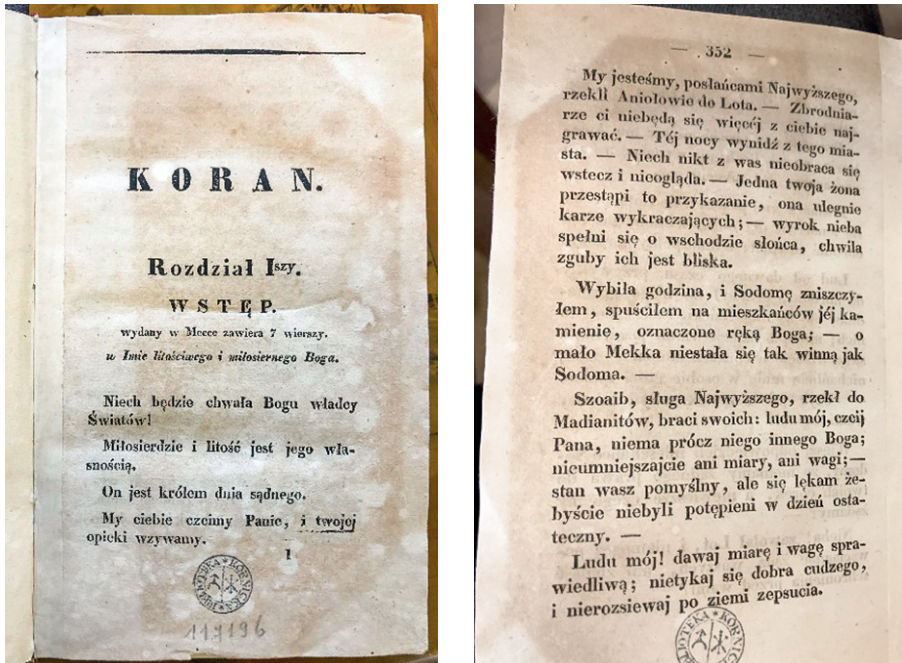 KORAN.
Rozdział Iszy.
WSTĘP.
wydany w Mecce zawiera 7 wierszy.
w Imie litościwego i miłosiernego Boga.
Niech będzie chwała Bogu władcy
Światów!
Miłosierdzie i litość jest jego wła-
snością.
On jest królem dnia sądnego.
My ciebie czcimy Panie, i twojej
opieki wzywamy.
1
BIBLIOTEKA KÓRNICKA
117196
— 352 —
My jesteśmy, posłańcami Najwyższego,
rzekli Aniołowie do Lota. — Zbrodnia-
rze ci niebędą się więcéj z ciebie naj-
grawać. — Téj nocy wynidź z tego mia-
sta. — Niech nikt z was nieobraca się
wstecz i nieogląda. — Jedna twoja żona
przestąpi to przykazanie, ona ulegnie
karze wykraczających; — wyrok nieba
spełni się o wschodzie słońca, chwila
zguby ich jest bliska.
Wybiła godzina, i Sodomę zniszczy-
łem, spuściłem na mieszkańców jéj ka-
mienie, oznaczone ręką Boga; — o
mało Mekka niestała się tak winną jak
Sodoma. —
Szoaib, sługa Najwyższego, rzekł do
Madianitów, braci swoich: ludu mój, czcij
Pana, niema prócz niego innego Boga;
nieumniejszajcie ani miary, ani wagi; —
stan wasz pomyślny, ale się lękam że-
byście niebyli potępieni w dzień osta-
teczny. —
Ludu mój! dawaj miarę i wagę spra-
wiedliwą; nietykaj się dobra cudzego,
i nierozsiewaj po ziemi zepsucia.
BIBLIOTEKA KÓRNICKA